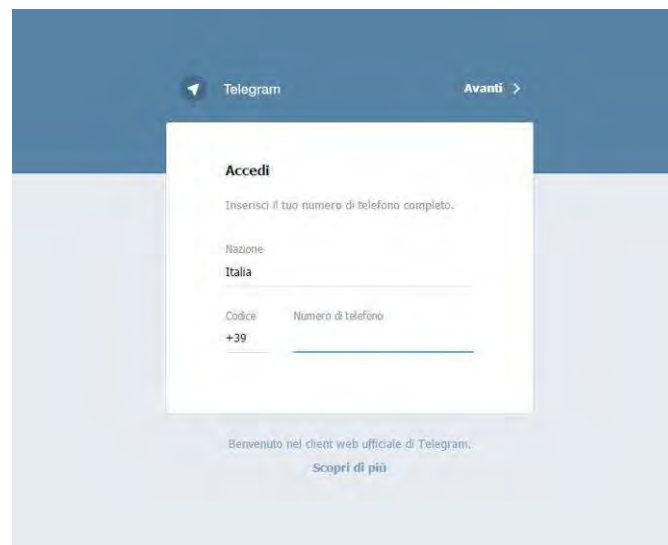 Telegram
Avanti
Accedi
Inserisci il tuo numero di telefono completo.
Nazione
Italia
Codice Numero di telefono
+39
Benvenuto nel client web ufficiale di Telegram.
Scopri di più